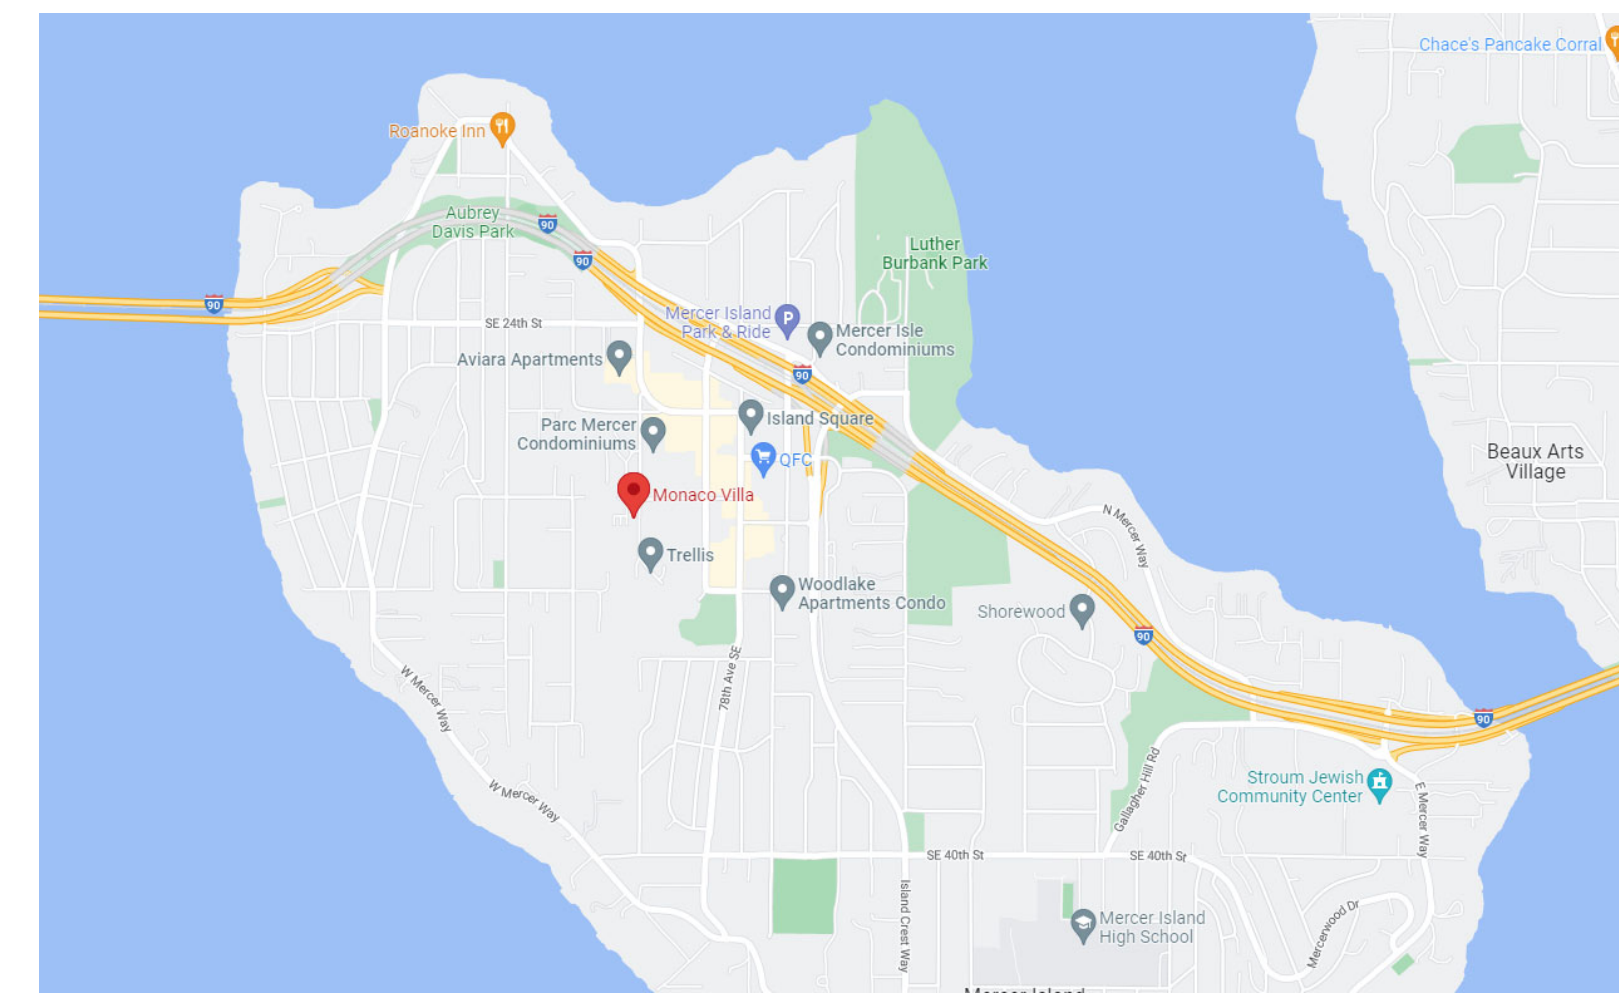 Chace's Pancake Corral
Roanoke Inn
Aubrey
Davis Park
90
90
Luther
Burbank Park
90
SE 24th St
Mercer Island
Park & Ride
P
Mercer Isle
Condominiums
Aviara Apartments
90
Island Square
Parc Mercer
Condominiums
QFC
Beaux Arts
Village
Monaco Villa
N Mercer Way
Trellis
Woodlake
Apartments Condo
Shorewood
90
78th Ave SE
W Mercer Way
90
Stroum Jewish
Community Center
W Mercer Way
Gallagher Hill Rd
E Mercer Way
SE 40th St
SE 40th St
Island Crest Way
Mercer Island
High School
Mercerwood Dr
Mercer Island